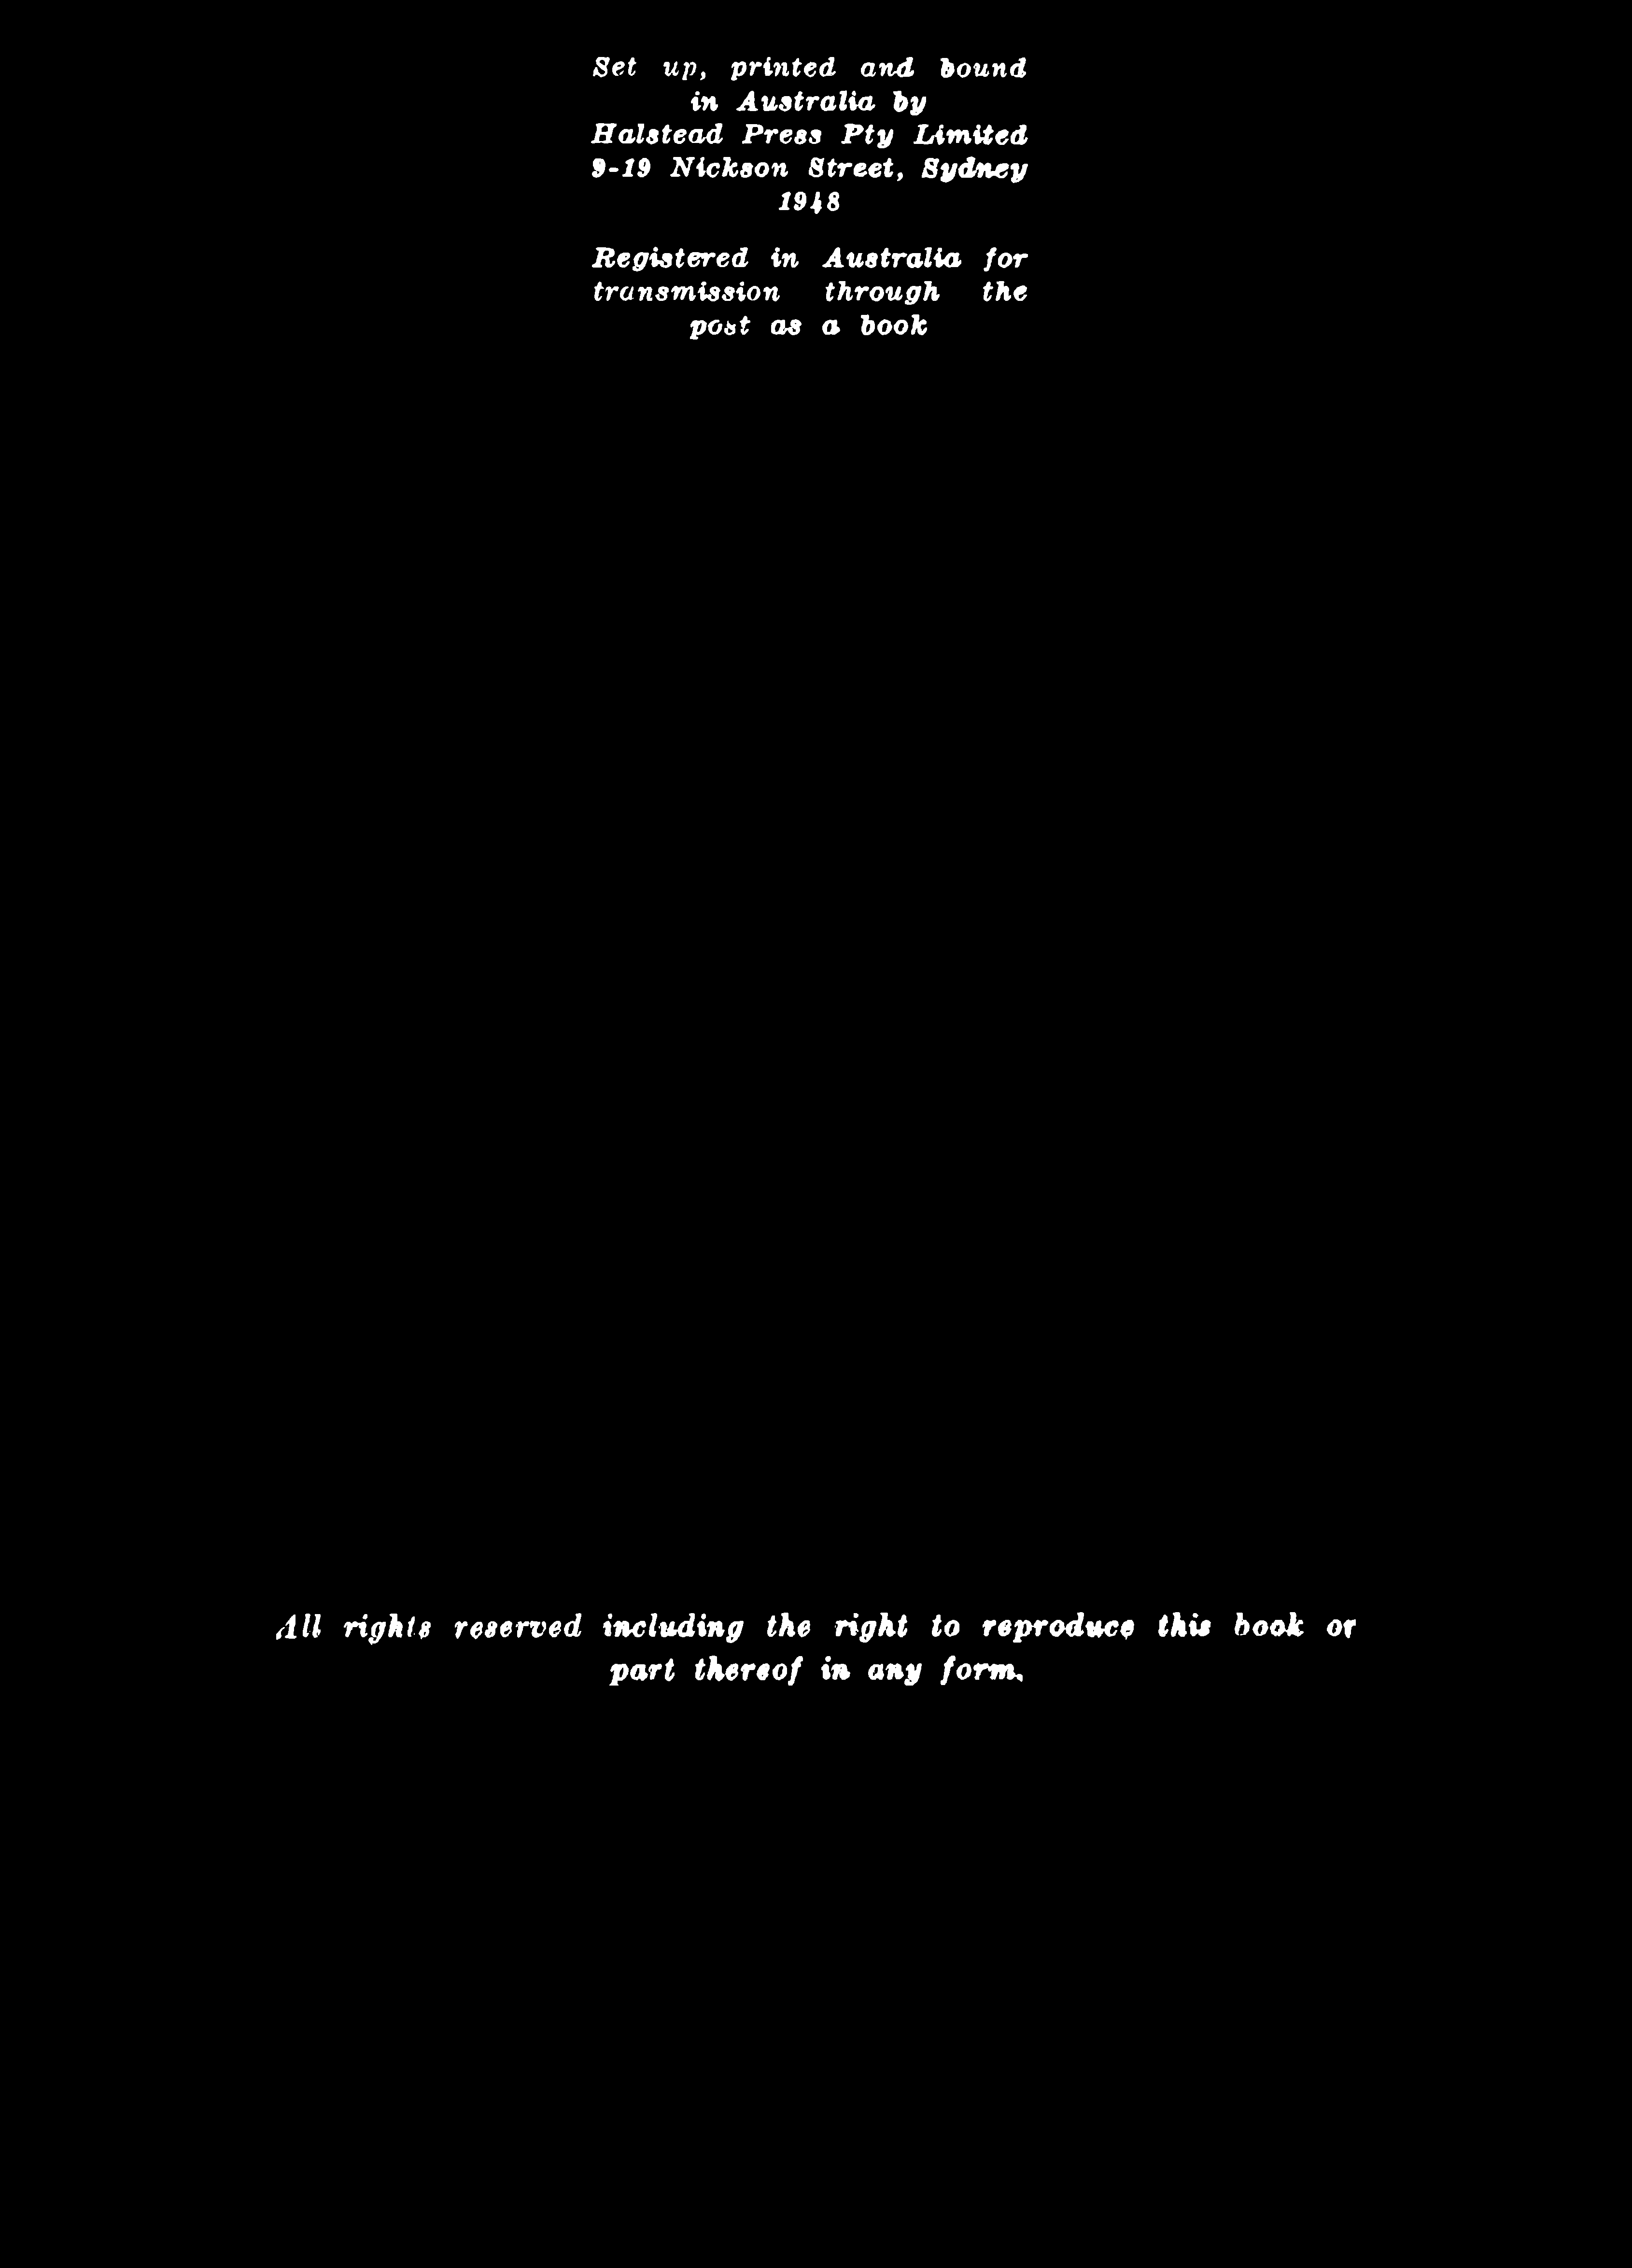 Set up, printed and bound
in Australia by
Halstead Press Pty Limited
9-19 Nickson Street, Sydney
1948
Registered in Australia for
transmission through the
post as a book
All rights reserved including the right to reproduce this book or
part thereof in any form.